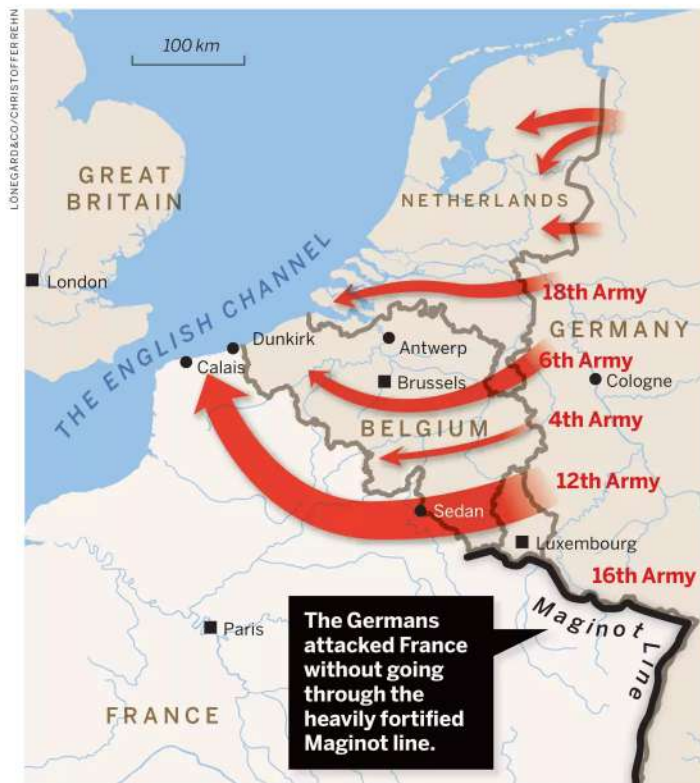 LÖNEGÅRD&CO/CHRISTOFFER REHN
100 km
GREAT
BRITAIN
NETHERLANDS
London
THE ENGLISH CHANNEL
18th Army
GERMANY
Dunkirk
Antwerp
6th Army
Calais
Brussels
Cologne
BELGIUM
4th Army
12th Army
Sedan
Luxembourg
16th Army
Maginot Line
Paris
The Germans
attacked France
without going
through the
heavily fortified
Maginot line.
FRANCE